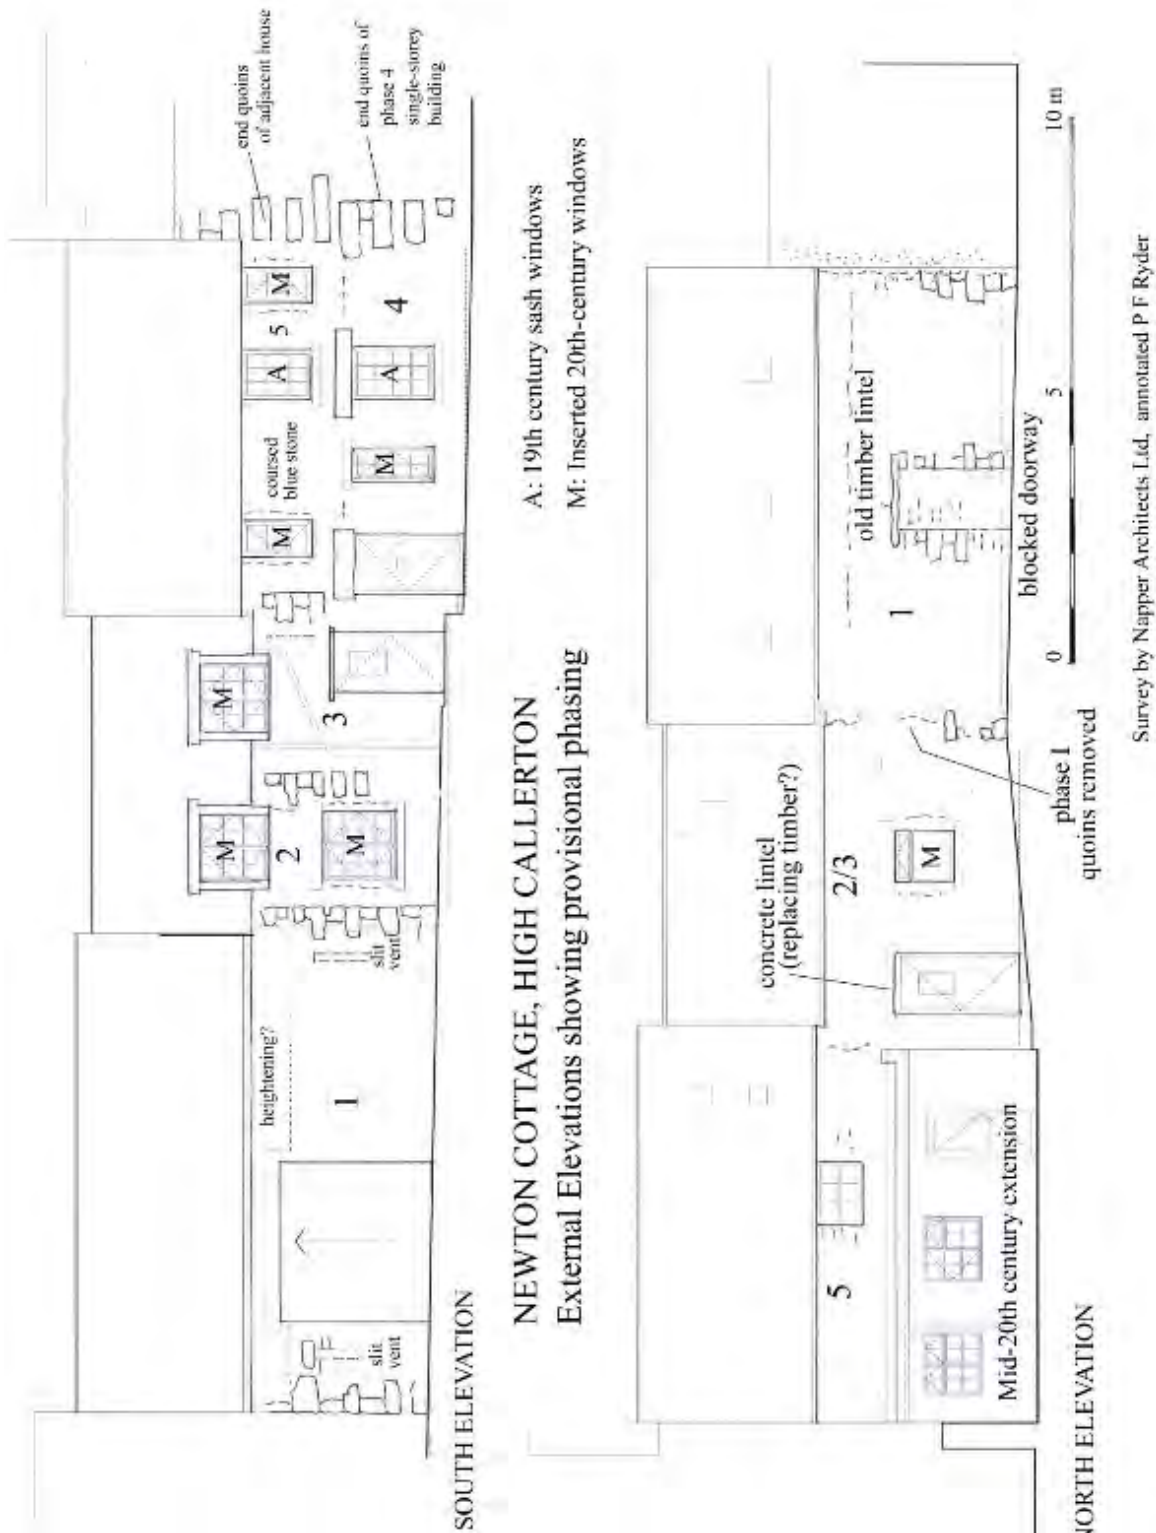 end quoins
of adjacent house
end quoins of
phase 4
single-storey
building
M
M
M
A
M
5
coursed
blue stone
2
3
M
M
A
4
heightening?
1
slit
vent
slit
vent
SOUTH ELEVATION
NEWTON COTTAGE, HIGH CALLERTON
External Elevations showing provisional phasing
A: 19th century sash windows
M: Inserted 20th-century windows
concrete lintel
(replacing timber?)
5
2/3
1
old timber lintel
M
Mid-20th century extension
phase 1
quoins removed
blocked doorway
0
5
10 m
NORTH ELEVATION
Survey by Napper Architects Ltd, annotated P F Ryder